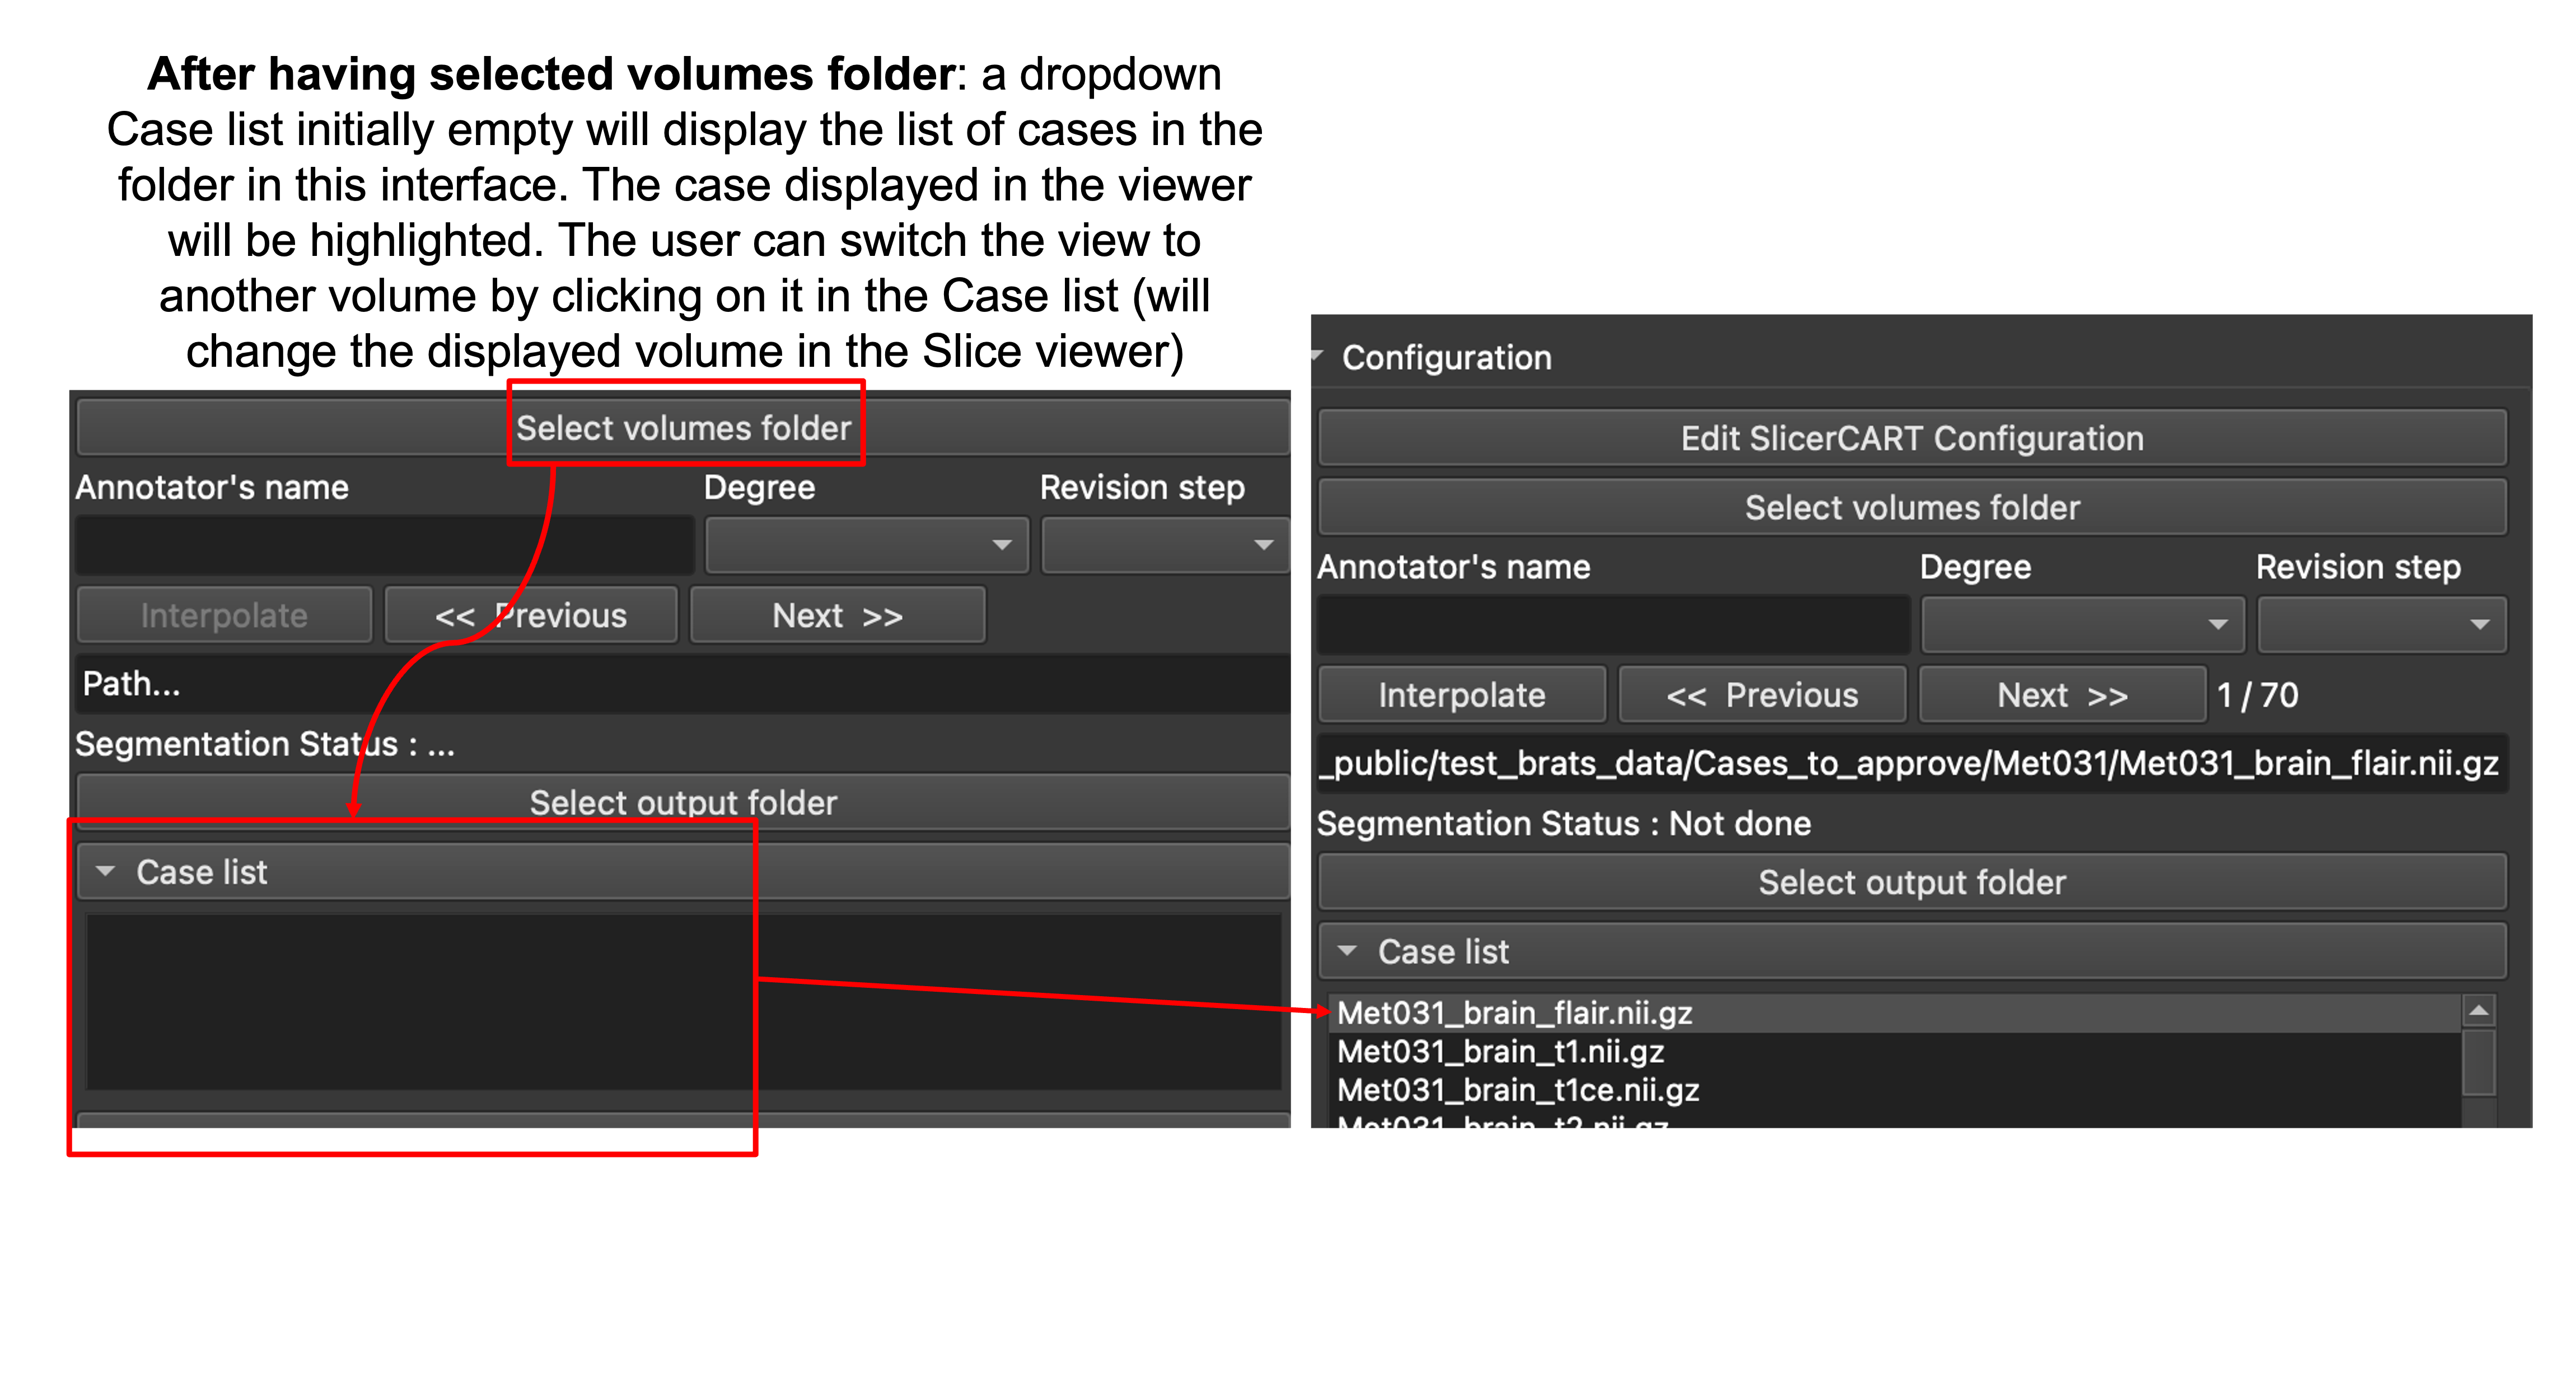 After having selected volumes folder: a dropdown
Case list initially empty will display the list of cases in the
folder in this interface. The case displayed in the viewer
will be highlighted. The user can switch the view to
another volume by clicking on it in the Case list (will
change the displayed volume in the Slice viewer)
Select volumes folder
Annotator's name Degree Revision step
Interpolate << Previous Next >>
Path...
Segmentation Status : ...
Select output folder
Case list
Configuration
Edit SlicerCART Configuration
Select volumes folder
Annotator's name Degree Revision step
Interpolate << Previous Next >> 1 / 70
_public/test_brats_data/Cases_to_approve/Met031/Met031_brain_flair.nii.gz
Segmentation Status : Not done
Select output folder
Case list
Met031_brain_flair.nii.gz
Met031_brain_t1.nii.gz
Met031_brain_t1ce.nii.gz
Met031_brain_t2.nii.gz